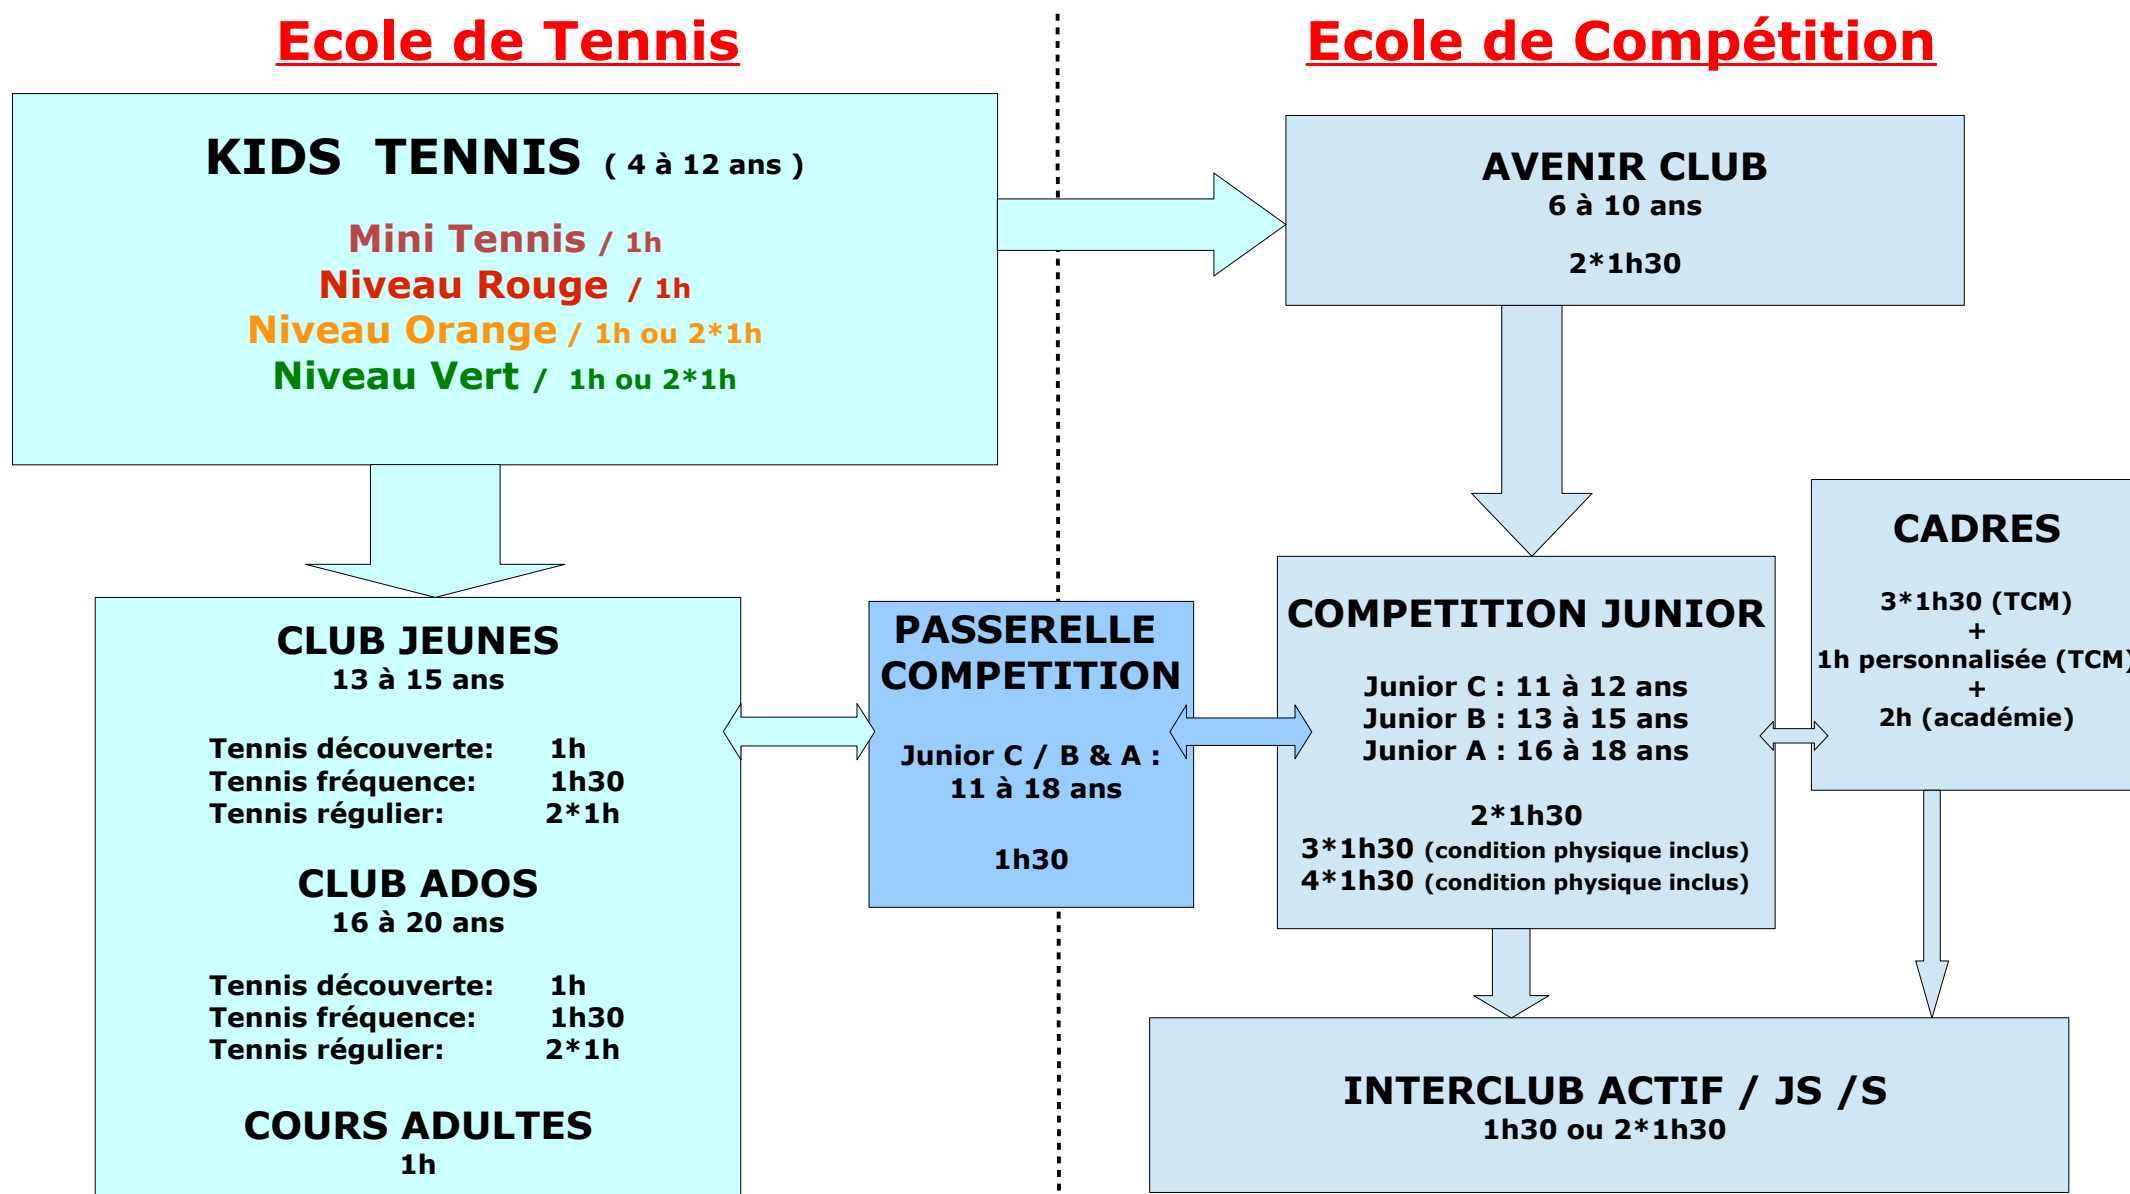 Ecole de Tennis
KIDS TENNIS ( 4 à 12 ans )
Mini Tennis / 1h
Niveau Rouge / 1h
Niveau Orange / 1h ou 2*1h
Niveau Vert / 1h ou 2*1h
CLUB JEUNES
13 à 15 ans
Tennis découverte: 1h
Tennis fréquence: 1h30
Tennis régulier: 2*1h
CLUB ADOS
16 à 20 ans
Tennis découverte: 1h
Tennis fréquence: 1h30
Tennis régulier: 2*1h
COURS ADULTES
1h
PASSERELLE
COMPETITION
Junior C / B & A :
11 à 18 ans
1h30
Ecole de Compétition
AVENIR CLUB
6 à 10 ans
2*1h30
COMPETITION JUNIOR
Junior C : 11 à 12 ans
Junior B : 13 à 15 ans
Junior A : 16 à 18 ans
2*1h30
3*1h30 (condition physique inclus)
4*1h30 (condition physique inclus)
CADRES
3*1h30 (TCM)
+
1h personnalisée (TCM)
+
2h (académie)
INTERCLUB ACTIF / JS /S
1h30 ou 2*1h30